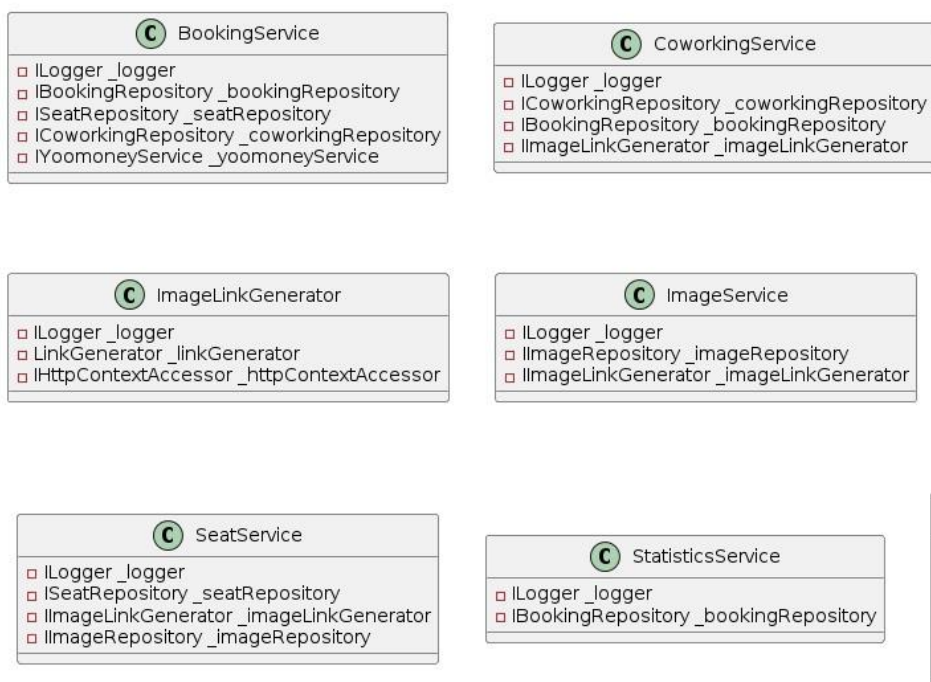 C BookingService
ILogger _logger
IBookingRepository _bookingRepository
ISeatRepository _seatRepository
ICoworkingRepository _coworkingRepository
IYoomoneyService _yoomoneyService
C CoworkingService
ILogger _logger
ICoworkingRepository _coworkingRepository
IBookingRepository _bookingRepository
IImageLinkGenerator _imageLinkGenerator
C ImageLinkGenerator
ILogger _logger
LinkGenerator _linkGenerator
IHttpContextAccessor _httpContextAccessor
C ImageService
ILogger _logger
IImageRepository _imageRepository
IImageLinkGenerator _imageLinkGenerator
C SeatService
ILogger _logger
ISeatRepository _seatRepository
IImageLinkGenerator _imageLinkGenerator
IImageRepository _imageRepository
C StatisticsService
ILogger _logger
IBookingRepository _bookingRepository